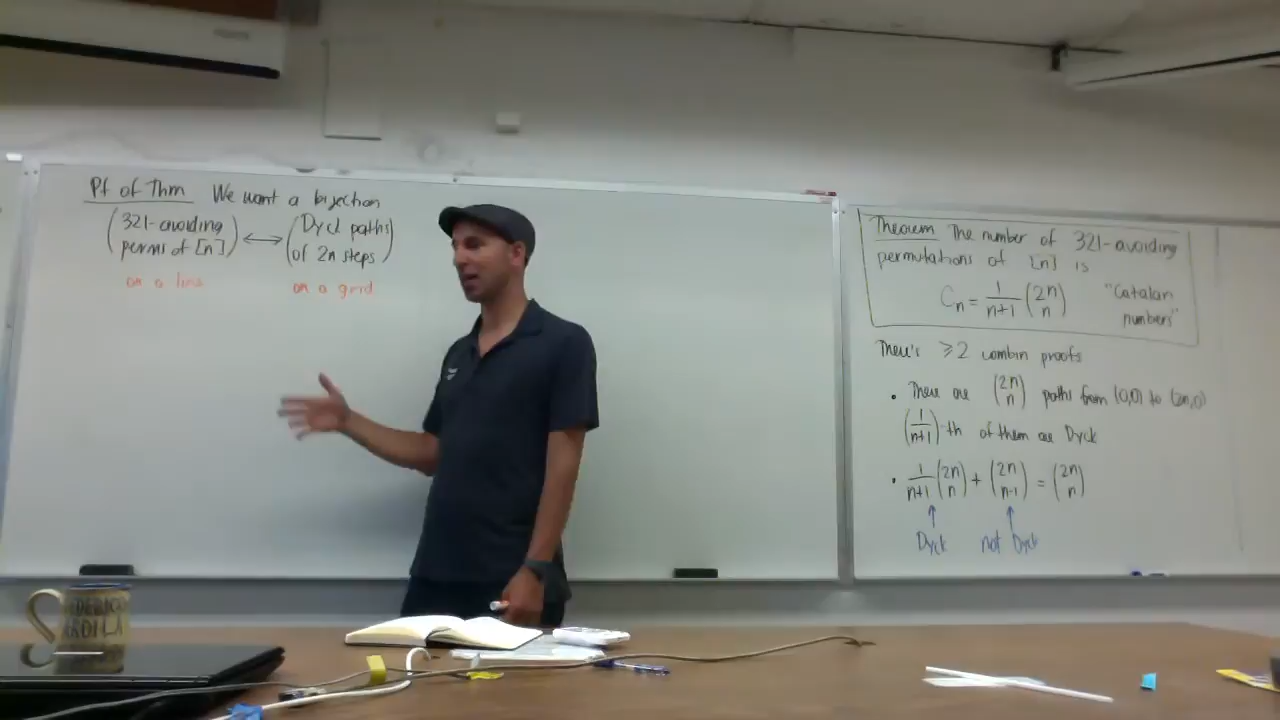 Pf of Thm We want a bijection
(321-avoiding perms of [n]) ↔ (Dyck paths of 2n steps)
on a line on a grid
Theorem The number of 321-avoiding
permutations of [n] is
C_n = 1/(n+1) (2n n) "Catalan numbers"
There's ≥2 combin proofs
• There are (2n n) paths from (0,0) to (2n,0)
(1/(n+1))-th of them are Dyck
• 1/(n+1) (2n n) + (2n n-1) = (2n n)
↑ ↑
Dyck not Dyck